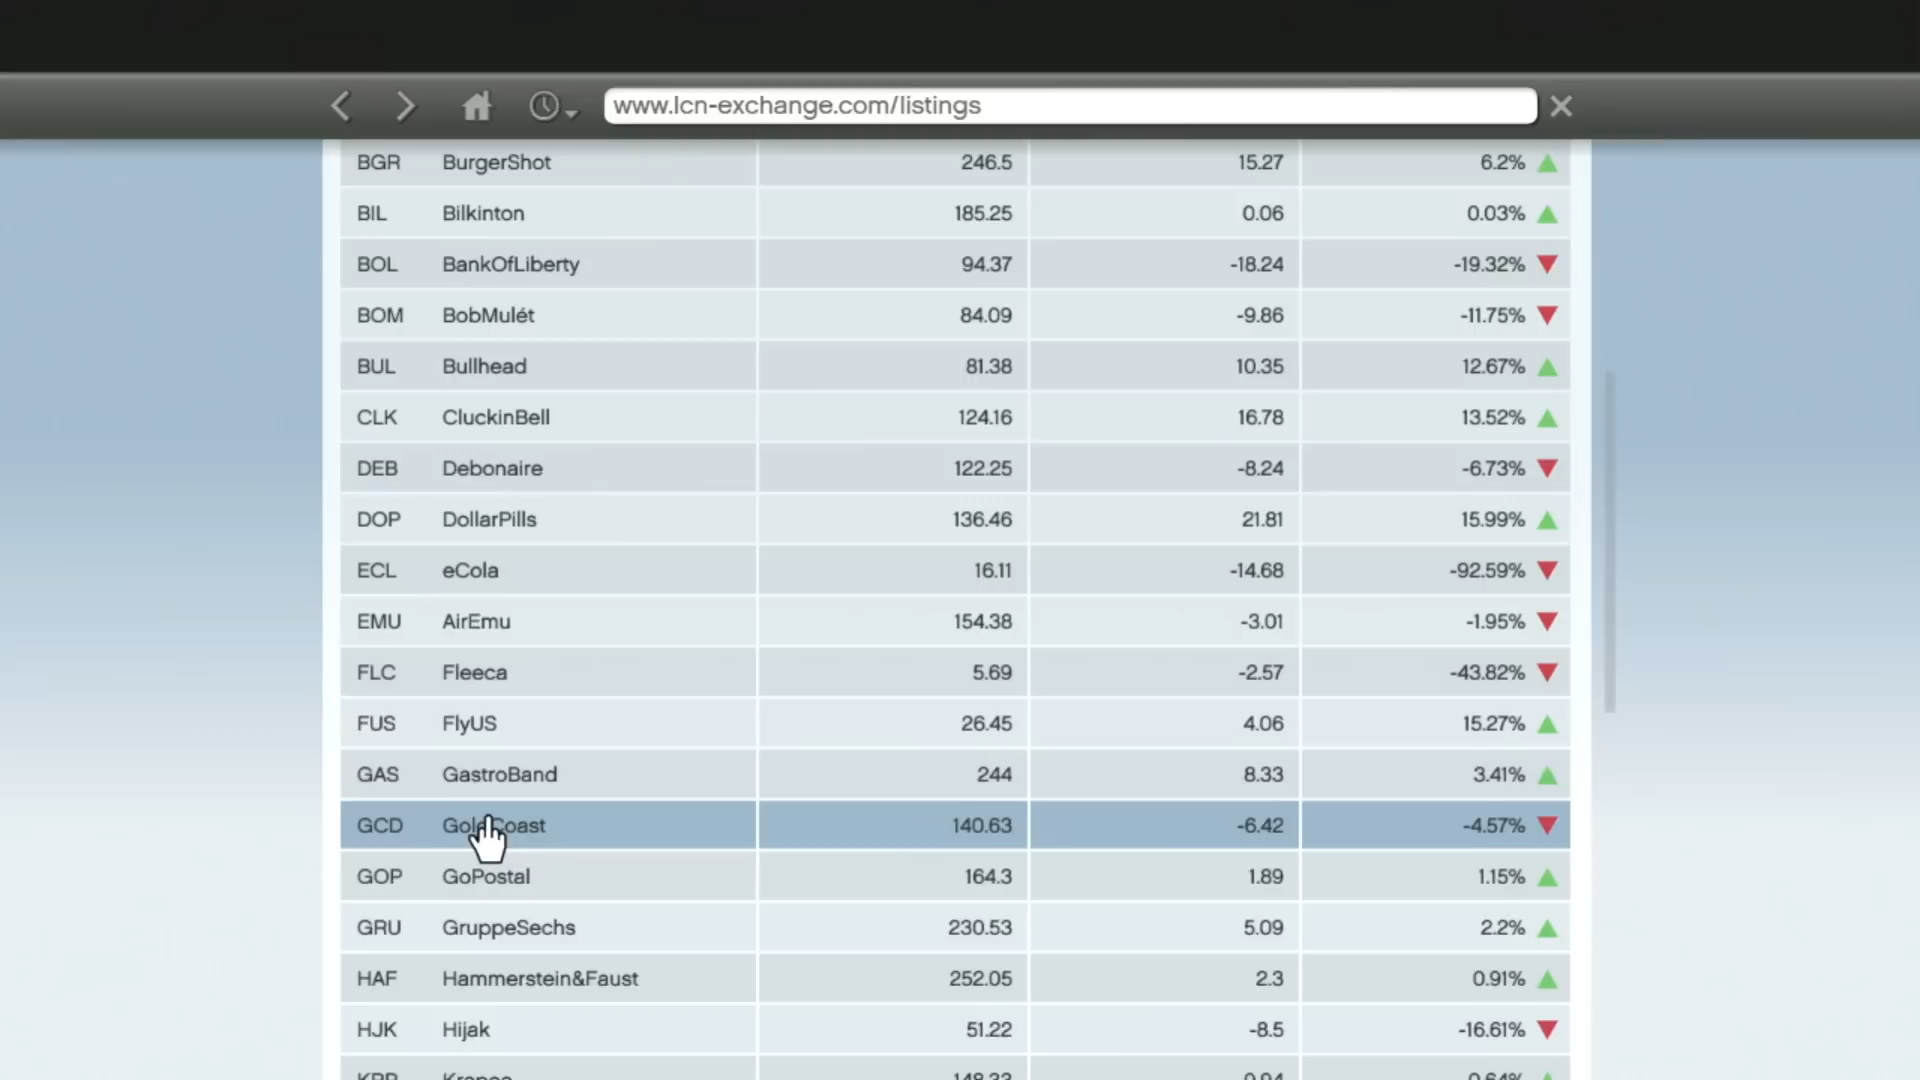 www.lcn-exchange.com/listings
BGR BurgerShot 246.5 15.27 6.2%
BIL Bilkinton 185.25 0.06 0.03%
BOL BankOfLiberty 94.37 -18.24 -19.32%
BOM BobMulét 84.09 -9.86 -11.75%
BUL Bullhead 81.38 10.35 12.67%
CLK CluckinBell 124.16 16.78 13.52%
DEB Debonaire 122.25 -8.24 -6.73%
DOP DollarPills 136.46 21.81 15.99%
ECL eCola 16.11 -14.68 -92.59%
EMU AirEmu 154.38 -3.01 -1.95%
FLC Fleeca 5.69 -2.57 -43.82%
FUS FlyUS 26.45 4.06 15.27%
GAS GastroBand 244 8.33 3.41%
GCD GoldCoast 140.63 -6.42 -4.57%
GOP GoPostal 164.3 1.89 1.15%
GRU GruppeSechs 230.53 5.09 2.2%
HAF Hammerstein&Faust 252.05 2.3 0.91%
HJK Hijak 51.22 -8.5 -16.61%